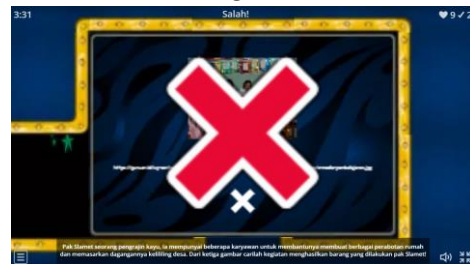 3:31
Salah!
9 ✓ 2
Pak Slamet seorang pengrajin kayu, ia mempunyai beberapa karyawan untuk membantunya membuat berbagai perabotan rumah
dan memasarkan dagangannya keliling desa. Dari ketiga gambar carilah kegiatan menghasilkan barang yang dilakukan pak Slamet!